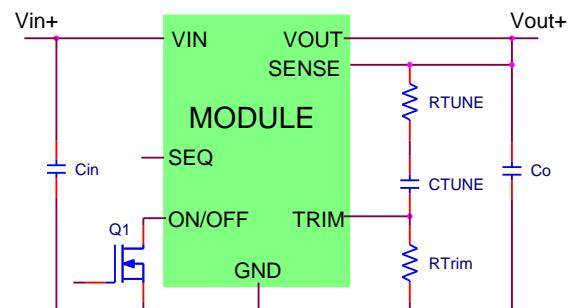 Vin+
Vout+
VIN
VOUT
SENSE
RTUNE
MODULE
SEQ
Cin
CTUNE
Co
ON/OFF
TRIM
Q1
RTrim
GND